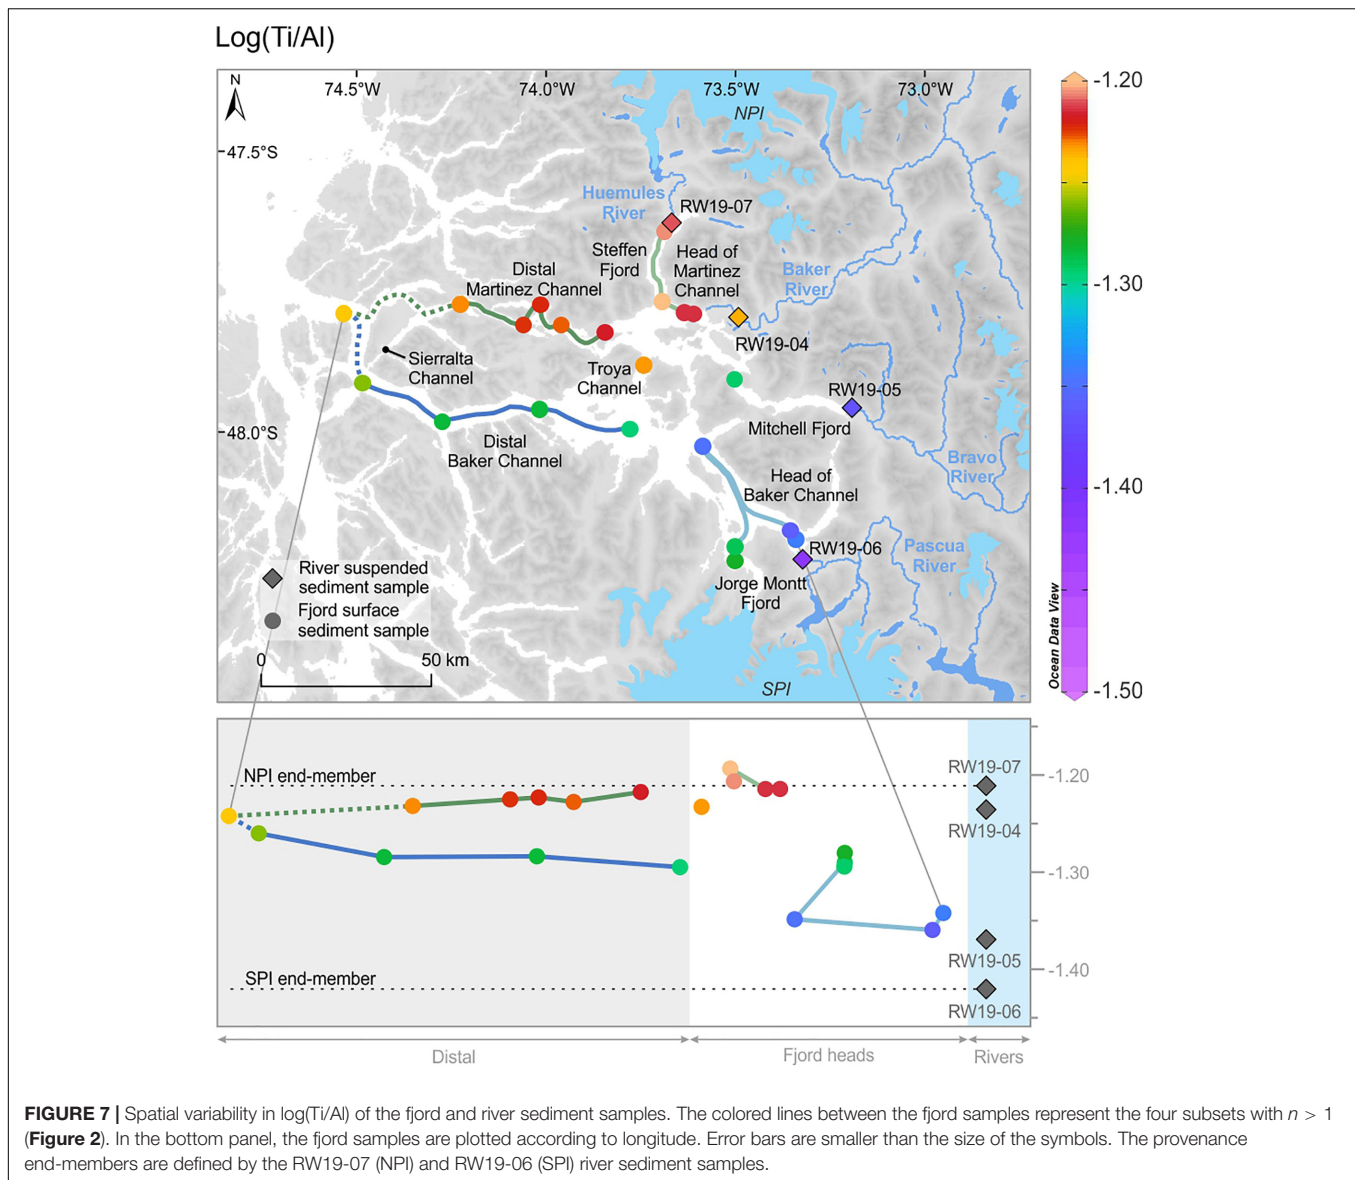 Log(Ti/Al)
N
74.5°W
74.0°W
73.5°W
73.0°W
NPI
47.5°S
Huemules
River
RW19-07
Steffen
Fjord
Head of
Martinez
Channel
Baker
River
Distal
Martinez Channel
RW19-04
Sierralta
Channel
Troya
Channel
RW19-05
48.0°S
Mitchell Fjord
Distal
Baker Channel
Bravo
River
Head of
Baker Channel
RW19-06
Pascua
River
Jorge Montt
Fjord
River suspended
sediment sample
Fjord surface
sediment sample
0
50 km
SPI
-1.20
-1.30
-1.40
-1.50
Ocean Data View
NPI end-member
SPI end-member
RW19-07
RW19-04
RW19-05
RW19-06
-1.20
-1.30
-1.40
Distal
Fjord heads
Rivers
FIGURE 7 | Spatial variability in log(Ti/Al) of the fjord and river sediment samples. The colored lines between the fjord samples represent the four subsets with n > 1
(Figure 2). In the bottom panel, the fjord samples are plotted according to longitude. Error bars are smaller than the size of the symbols. The provenance
end-members are defined by the RW19-07 (NPI) and RW19-06 (SPI) river sediment samples.